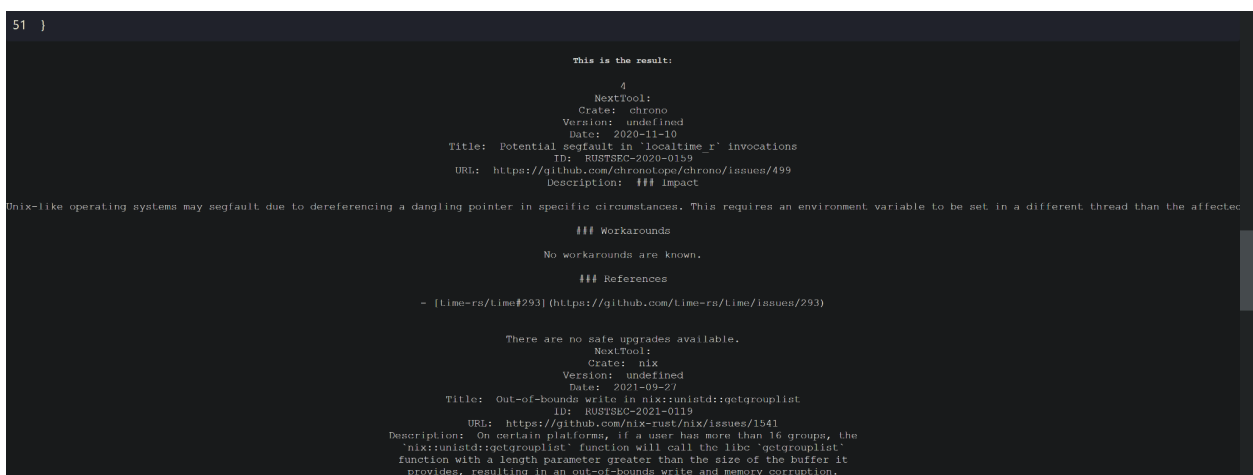 51 }
This is the result:
4
NextTool:
Crate: chrono
Version: undefined
Date: 2020-11-10
Title: Potential segfault in `localtime_r` invocations
ID: RUSTSEC-2020-0159
URL: https://github.com/chronotope/chrono/issues/499
Description: ### Impact
Unix-like operating systems may segfault due to dereferencing a dangling pointer in specific circumstances. This requires an environment variable to be set in a different thread than the affected
### Workarounds
No workarounds are known.
### References
- [time-rs/time#293](https://github.com/time-rs/time/issues/293)
There are no safe upgrades available.
NextTool:
Crate: nix
Version: undefined
Date: 2021-09-27
Title: Out-of-bounds write in nix::unistd::getgrouplist
ID: RUSTSEC-2021-0119
URL: https://github.com/nix-rust/nix/issues/1541
Description: On certain platforms, if a user has more than 16 groups, the
`nix::unistd::getgrouplist` function will call the libc `getgrouplist`
function with a length parameter greater than the size of the buffer it
provides, resulting in an out-of-bounds write and memory corruption.